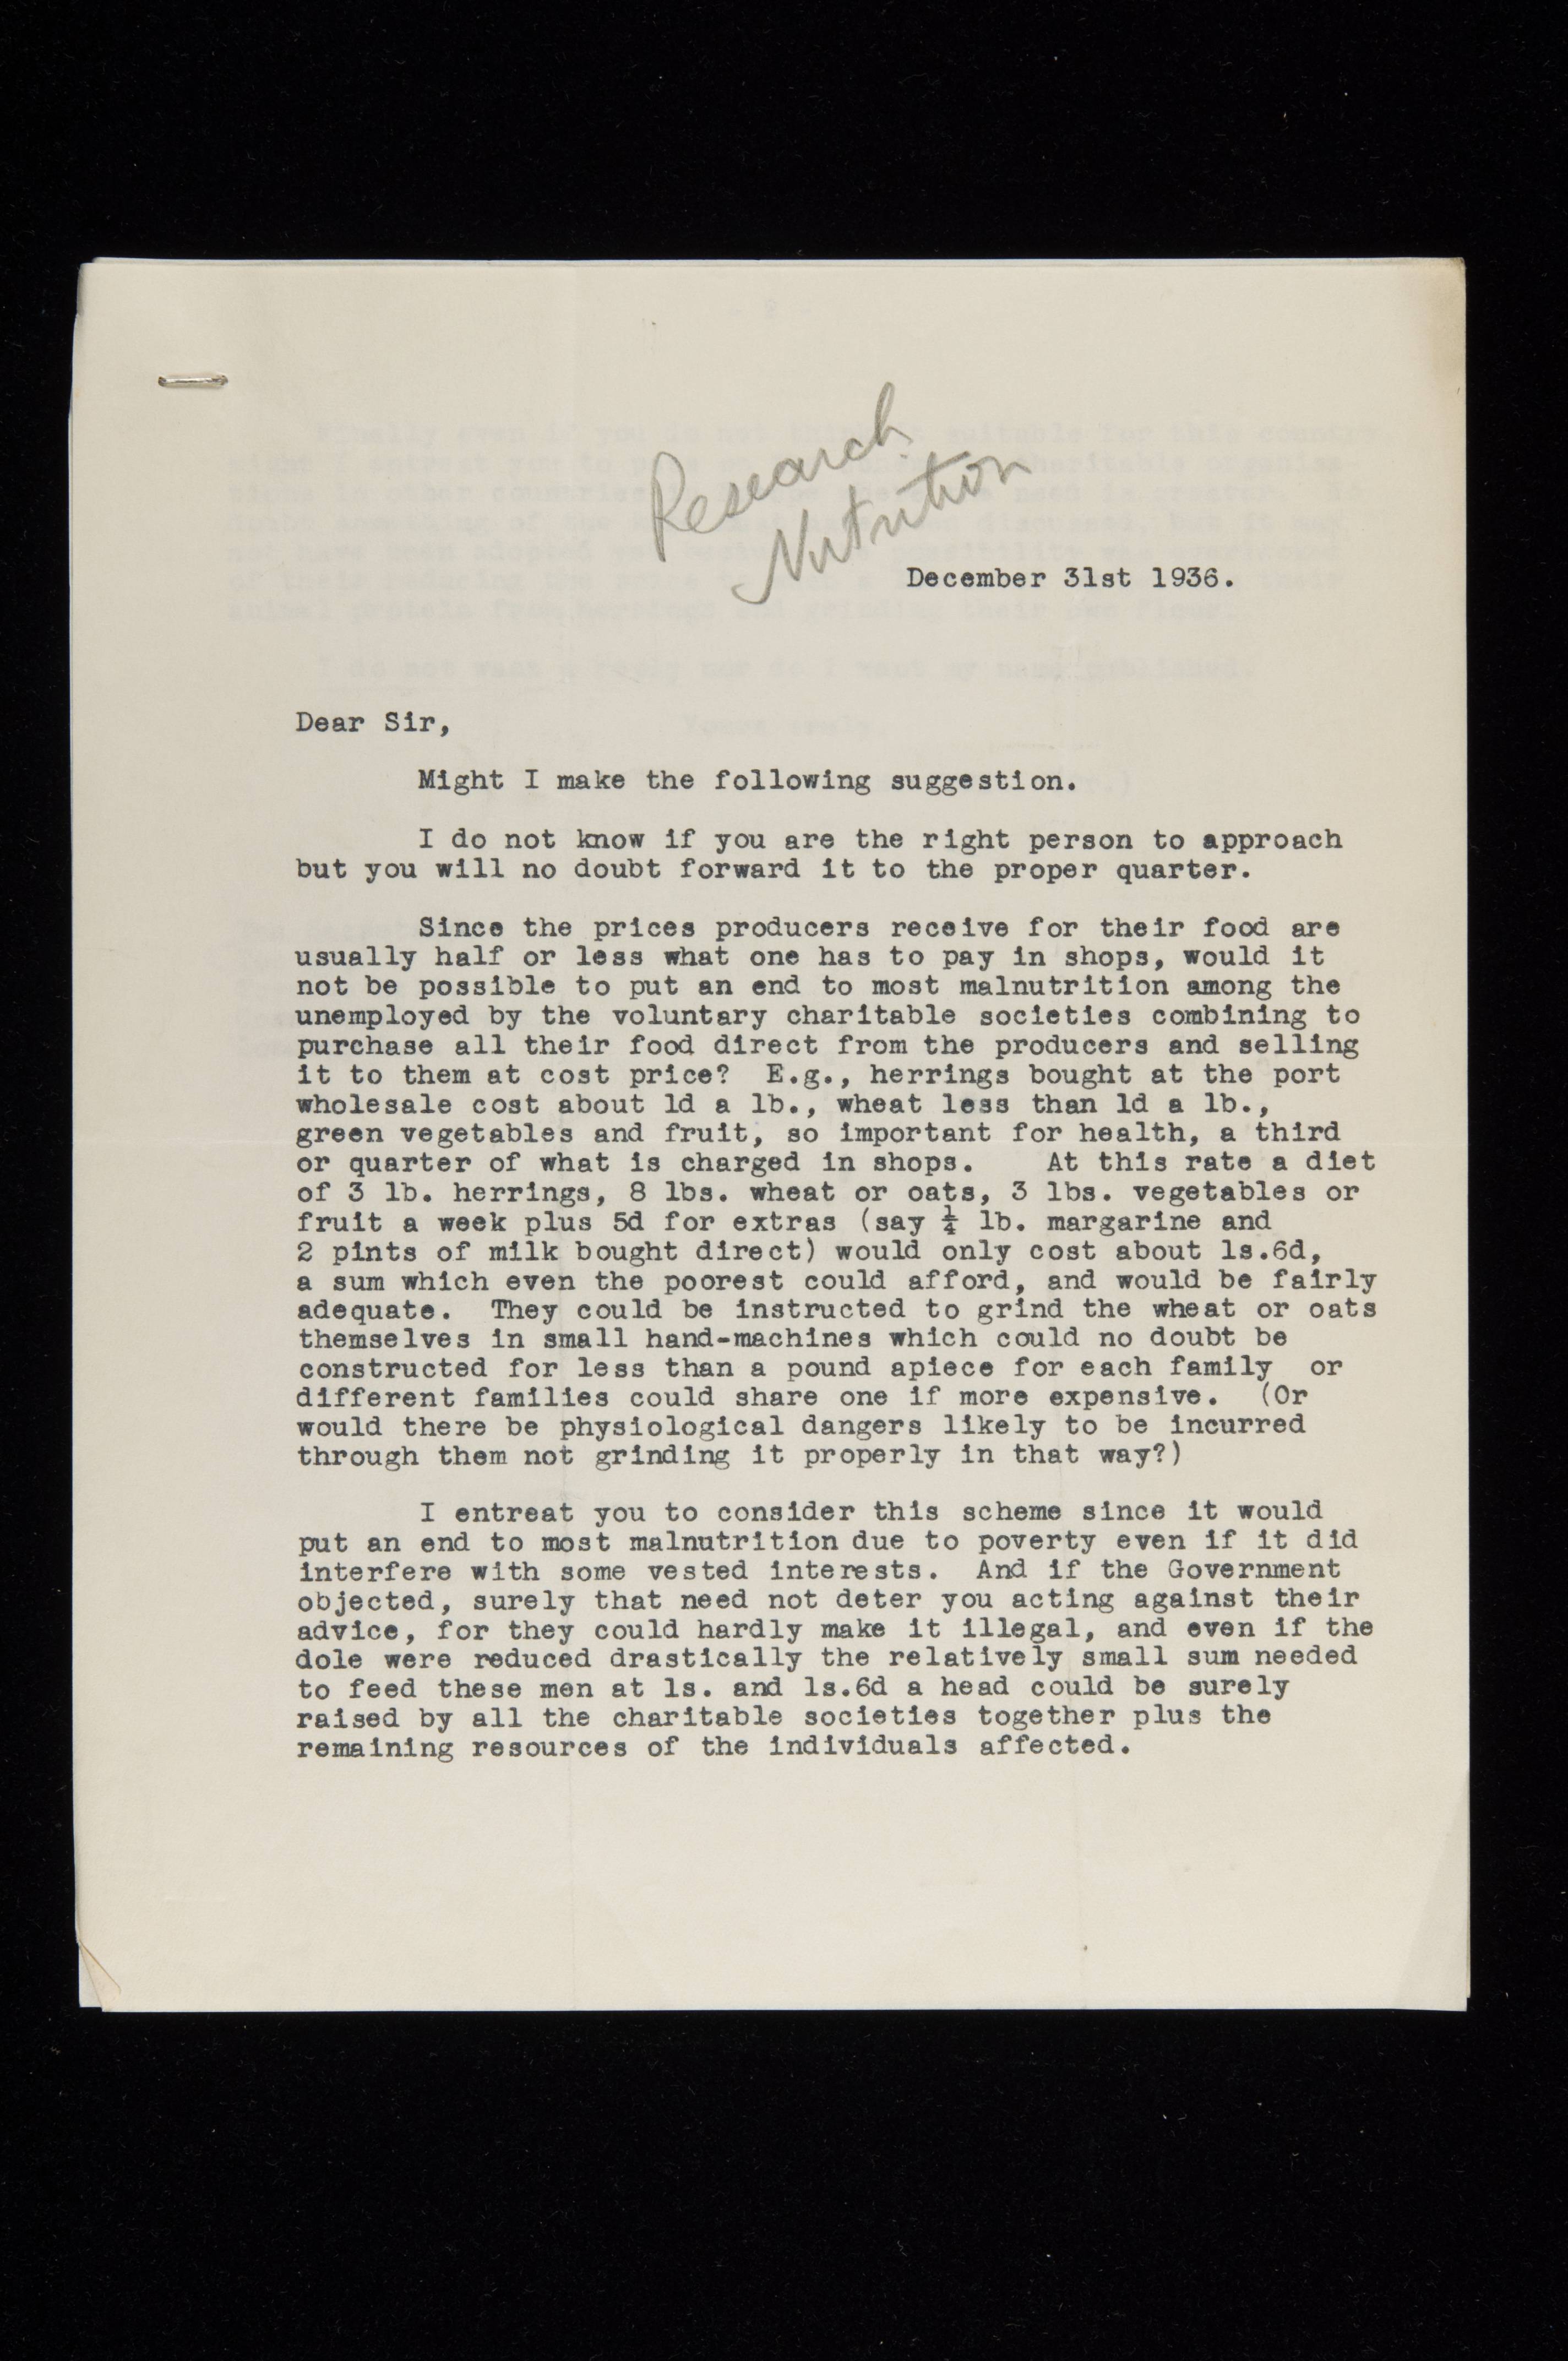 Research
Nutrition
December 31st 1936.
Dear Sir,
Might I make the following suggestion.
I do not know if you are the right person to approach
but you will no doubt forward it to the proper quarter.
Since the prices producers receive for their food are
usually half or less what one has to pay in shops, would it
not be possible to put an end to most malnutrition among the
unemployed by the voluntary charitable societies combining to
purchase all their food direct from the producers and selling
it to them at cost price? E.g., herrings bought at the port
wholesale cost about 1d a lb., wheat less than 1d a lb.,
green vegetables and fruit, so important for health, a third
or quarter of what is charged in shops. At this rate a diet
of 3 lb. herrings, 8 lbs. wheat or oats, 3 lbs. vegetables or
fruit a week plus 5d for extras (say ¼ lb. margarine and
2 pints of milk bought direct) would only cost about 1s.6d,
a sum which even the poorest could afford, and would be fairly
adequate. They could be instructed to grind the wheat or oats
themselves in small hand-machines which could no doubt be
constructed for less than a pound apiece for each family or
different families could share one if more expensive. (Or
would there be physiological dangers likely to be incurred
through them not grinding it properly in that way?)
I entreat you to consider this scheme since it would
put an end to most malnutrition due to poverty even if it did
interfere with some vested interests. And if the Government
objected, surely that need not deter you acting against their
advice, for they could hardly make it illegal, and even if the
dole were reduced drastically the relatively small sum needed
to feed these men at 1s. and 1s.6d a head could be surely
raised by all the charitable societies together plus the
remaining resources of the individuals affected.